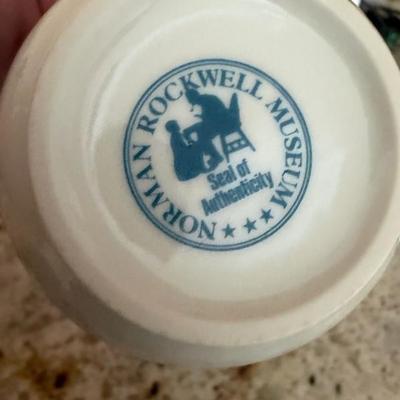 NORMAN ROCKWELL MUSEUM
Seal of
Authenticity